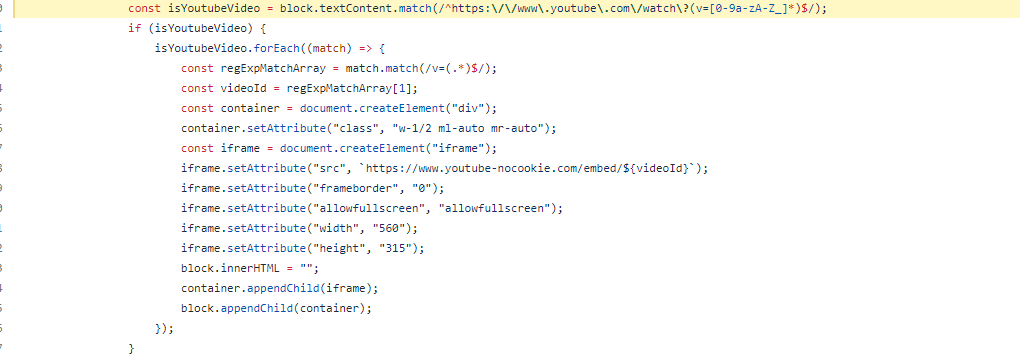 const isYoutubeVideo = block.textContent.match(/^https:\/\/www\.youtube\.com\/watch\?(v=[0-9a-zA-Z_]*)$/);
if (isYoutubeVideo) {
isYoutubeVideo.forEach((match) => {
const regExpMatchArray = match.match(/v=(.*)$/);
const videoId = regExpMatchArray[1];
const container = document.createElement("div");
container.setAttribute("class", "w-1/2 ml-auto mr-auto");
const iframe = document.createElement("iframe");
iframe.setAttribute("src", `https://www.youtube-nocookie.com/embed/${videoId}`);
iframe.setAttribute("frameborder", "0");
iframe.setAttribute("allowfullscreen", "allowfullscreen");
iframe.setAttribute("width", "560");
iframe.setAttribute("height", "315");
block.innerHTML = "";
container.appendChild(iframe);
block.appendChild(container);
});
}